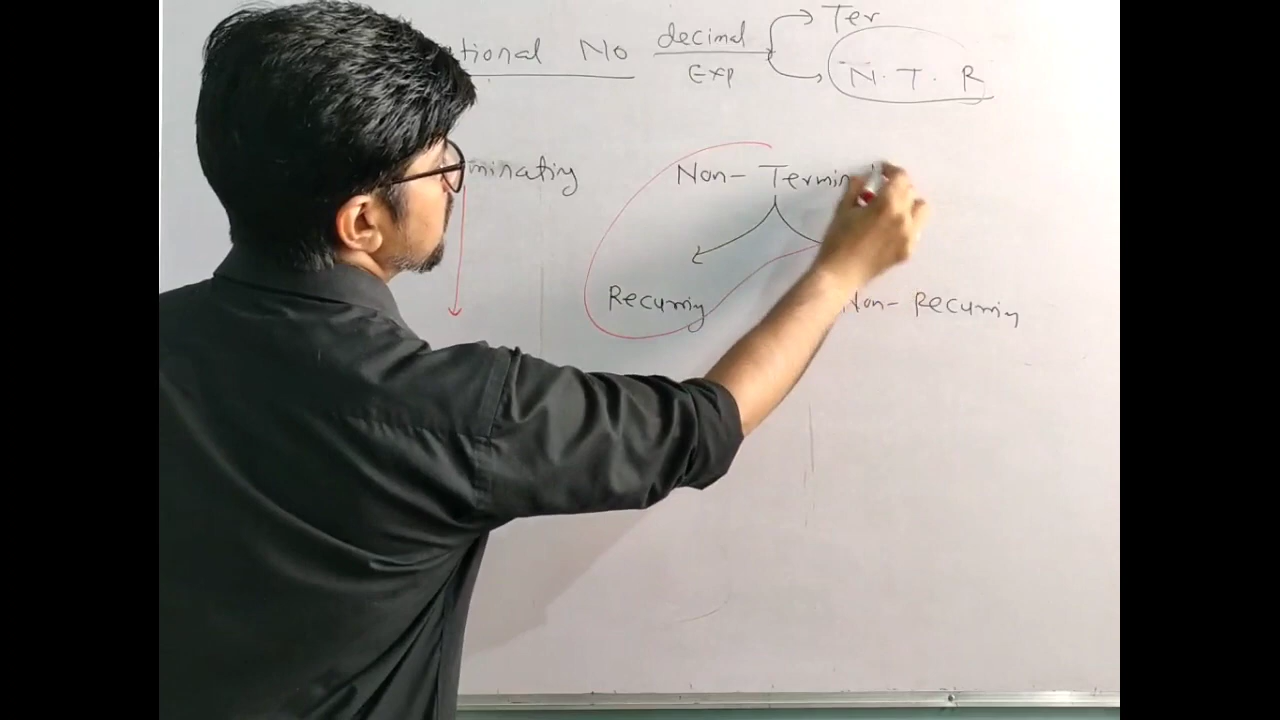 tional No decimal Ter
Exp N. T. R
minating Non- Termin
Recurring Non- Recurring